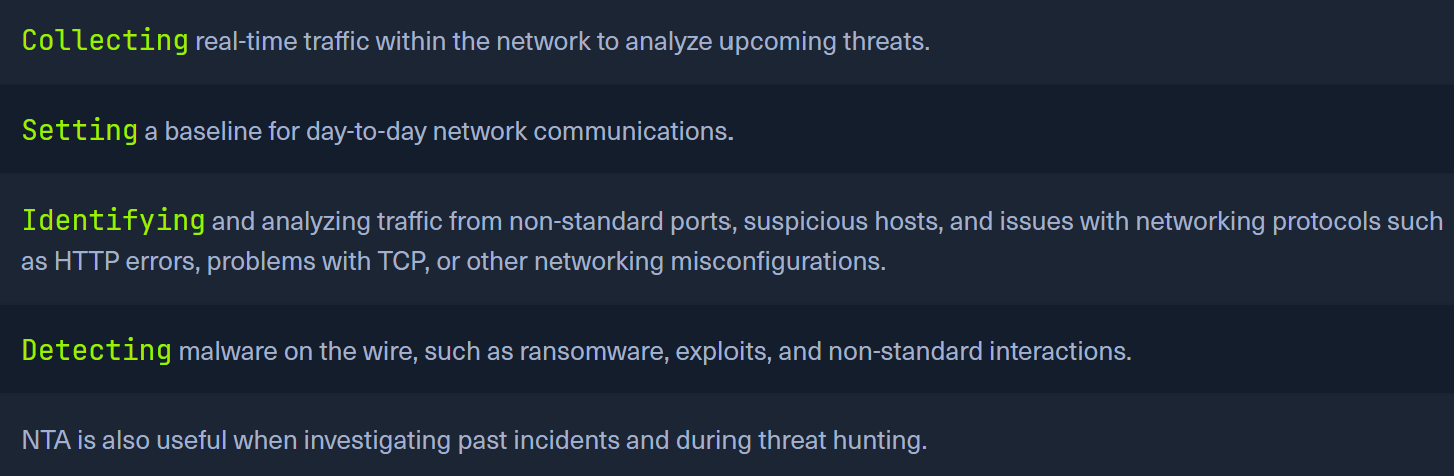 Collecting real-time traffic within the network to analyze upcoming threats.
Setting a baseline for day-to-day network communications.
Identifying and analyzing traffic from non-standard ports, suspicious hosts, and issues with networking protocols such
as HTTP errors, problems with TCP, or other networking misconfigurations.
Detecting malware on the wire, such as ransomware, exploits, and non-standard interactions.
NTA is also useful when investigating past incidents and during threat hunting.